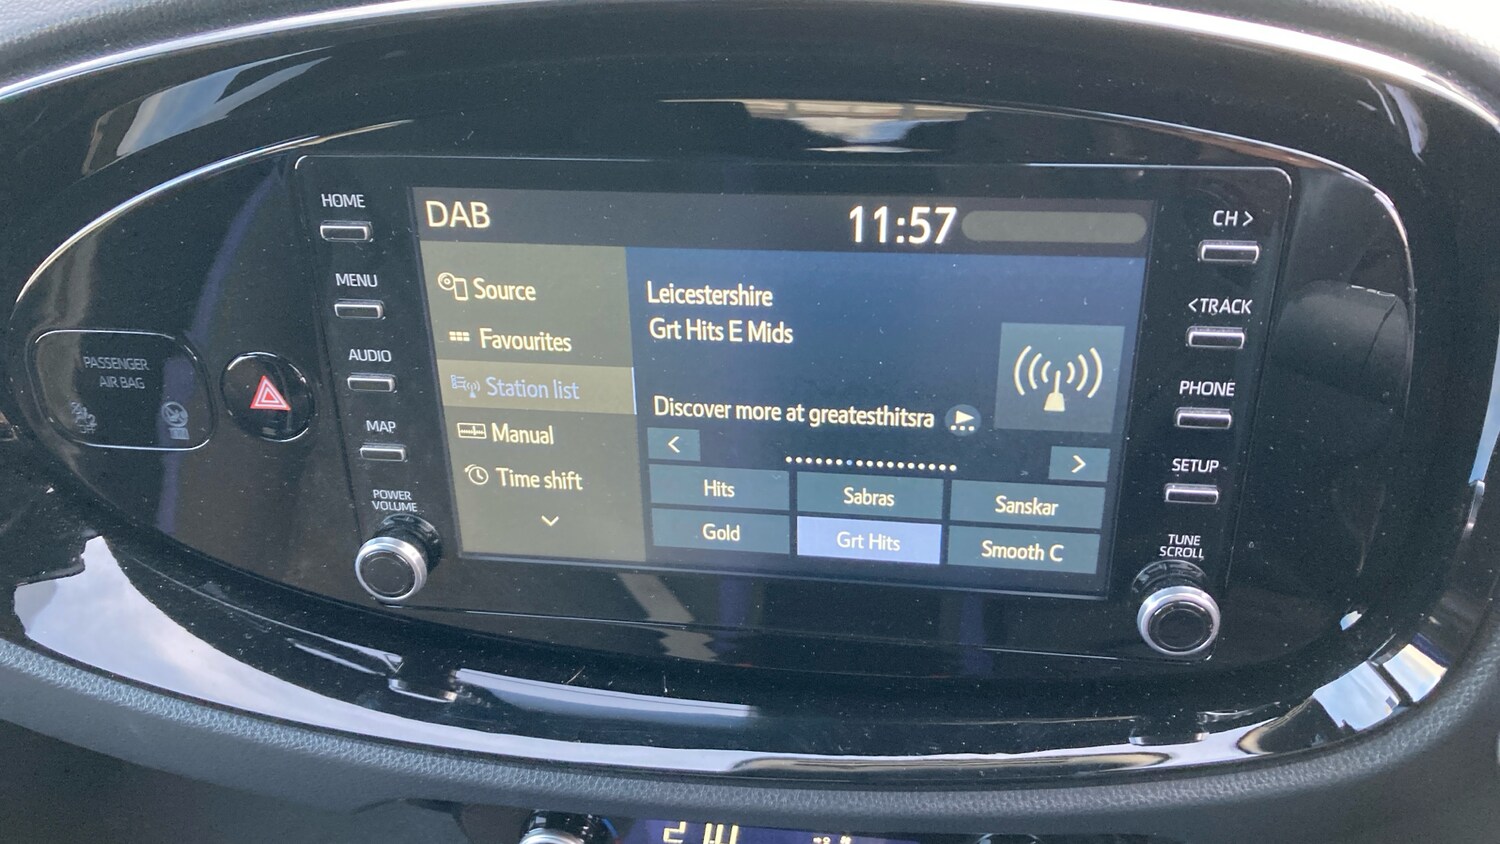 HOME
DAB
11:57
CH >
MENU
Source
Leicestershire
<TRACK
Favourites
Grt Hits E Mids
PASSENGER
AIR BAG
AUDIO
Station list
Discover more at greatesthitsra
PHONE
MAP
Manual
<
>
SETUP
POWER
VOLUME
Time shift
Hits
Sabras
Sanskar
Gold
Grt Hits
Smooth C
TUNE
SCROLL